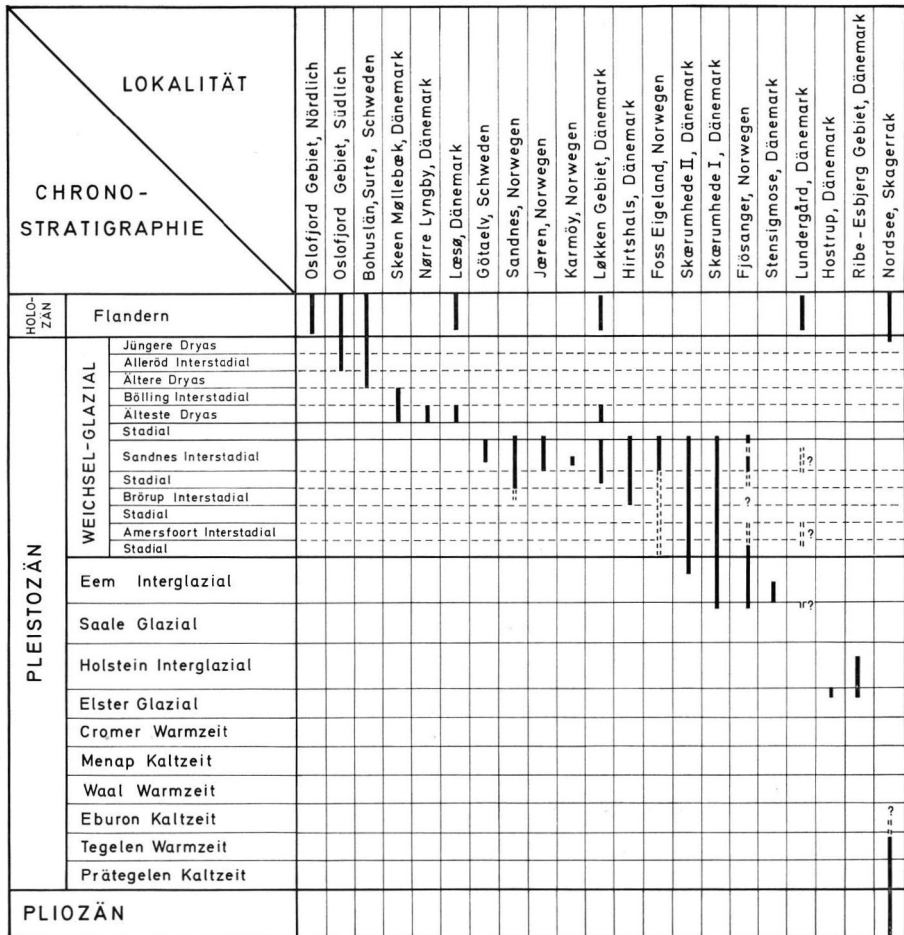 LOKALITÄT
CHRONO-
STRATIGRAPHIE
Oslofjord Gebiet, Nördlich
Oslofjord Gebiet, Südlich
Bohuslän, Surte, Schweden
Skeen Møllebæk, Dänemark
Nørre Lyngby, Dänemark
Læsø, Dänemark
Götaelv, Schweden
Sandnes, Norwegen
Jæren, Norwegen
Karmöy, Norwegen
Løkken Gebiet, Dänemark
Hirtshals, Dänemark
Foss Eigeland, Norwegen
Skærumhede II, Dänemark
Skærumhede I, Dänemark
Fjösanger, Norwegen
Stensigmose, Dänemark
Lundergård, Dänemark
Hostrup, Dänemark
Ribe-Esbjerg Gebiet, Dänemark
Nordsee, Skagerrak
HOLO-
ZÄN
Flandern
PLEISTOZÄN
WEICHSEL-GLAZIAL
Jüngere Dryas
Alleröd Interstadial
Ältere Dryas
Bölling Interstadial
Älteste Dryas
Stadial
Sandnes Interstadial
?
Stadial
Brörup Interstadial
?
Stadial
Amersfoort Interstadial
?
Stadial
Eem Interglazial
?
Saale Glazial
Holstein Interglazial
Elster Glazial
Cromer Warmzeit
Menap Kaltzeit
Waal Warmzeit
Eburon Kaltzeit
?
Tegelen Warmzeit
Prätegelen Kaltzeit
PLIOZÄN